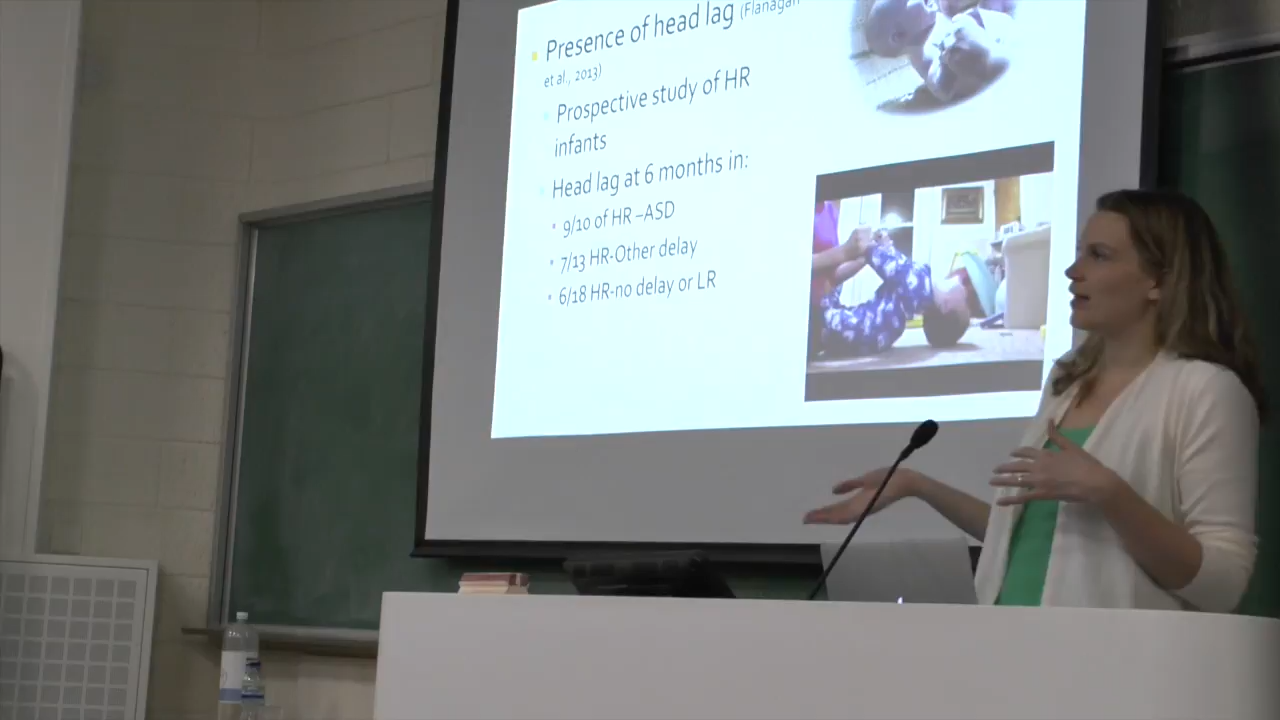 Presence of head lag (Flanagan
et al., 2013)
Prospective study of HR
infants
Head lag at 6 months in:
9/10 of HR –ASD
7/13 HR-Other delay
6/18 HR-no delay or LR